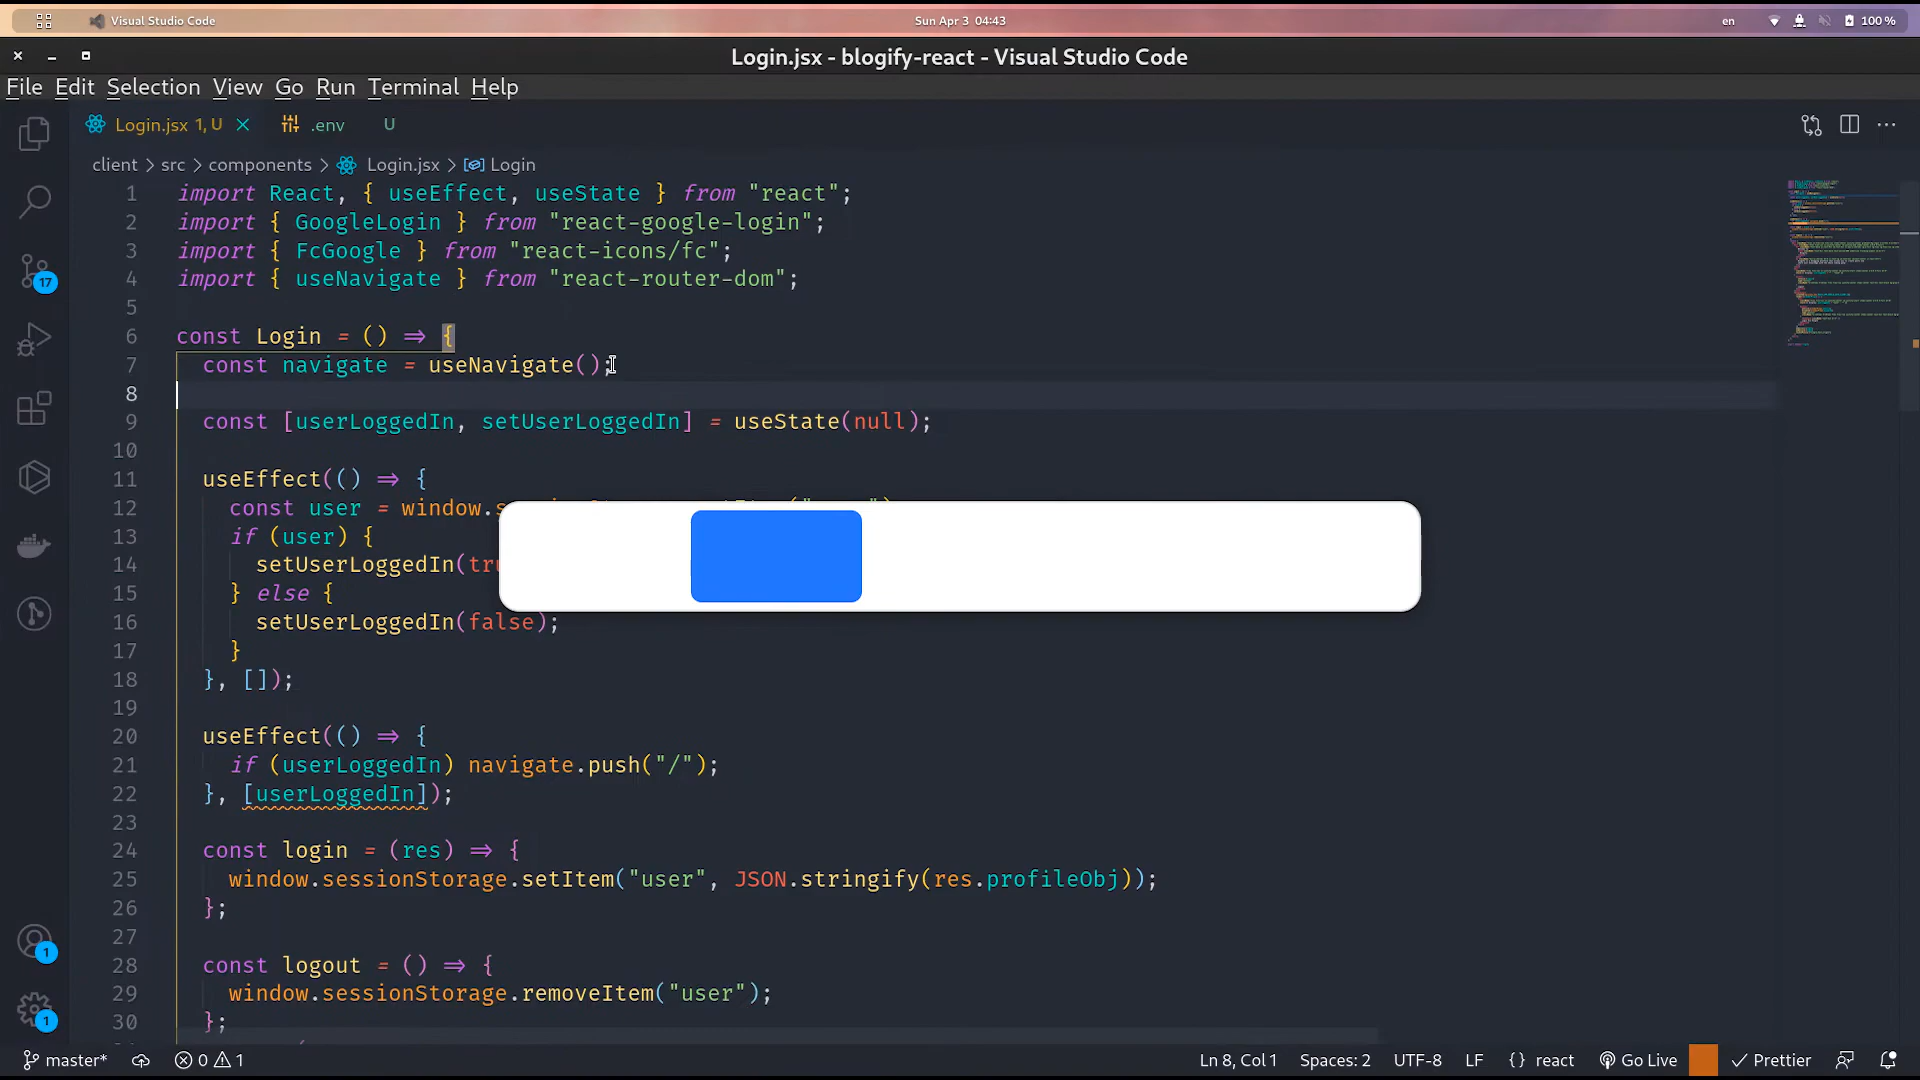 Visual Studio Code
Sun Apr 3 04:43
en
100 %
Login.jsx - blogify-react - Visual Studio Code
File Edit Selection View Go Run Terminal Help
Login.jsx 1, U
.env U
client > src > components > Login.jsx > Login
1 import React, { useEffect, useState } from "react";
2 import { GoogleLogin } from "react-google-login";
3 import { FcGoogle } from "react-icons/fc";
4 import { useNavigate } from "react-router-dom";
5
6 const Login = () => {
7 const navigate = useNavigate();
8
9 const [userLoggedIn, setUserLoggedIn] = useState(null);
10
11 useEffect(() => {
12 const user = window.
13 if (user) {
14 setUserLoggedIn(
15 } else {
16 setUserLoggedIn(false);
17 }
18 }, []);
19
20 useEffect(() => {
21 if (userLoggedIn) navigate.push("/");
22 }, [userLoggedIn]);
23
24 const login = (res) => {
25 window.sessionStorage.setItem("user", JSON.stringify(res.profileObj));
26 };
27
28 const logout = () => {
29 window.sessionStorage.removeItem("user");
30 };
17
1
1
master* 0 1
Ln 8, Col 1 Spaces: 2 UTF-8 LF {} react Go Live Prettier